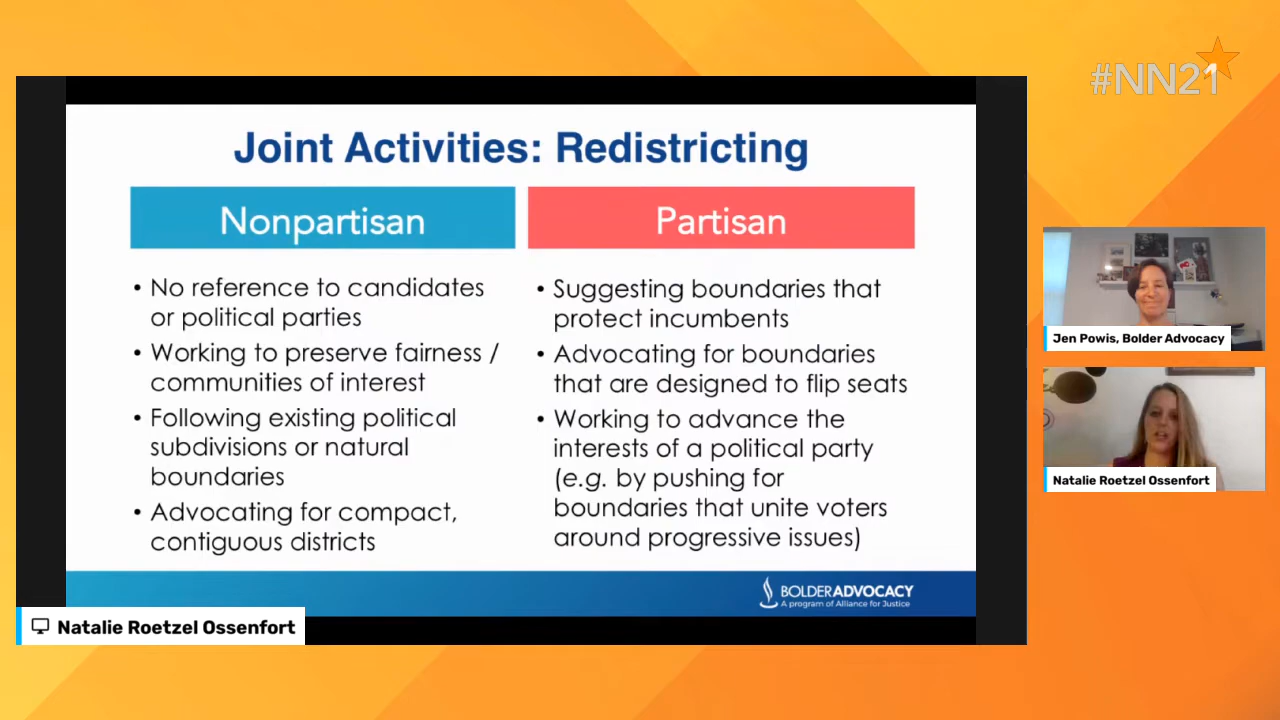 #NN21
Joint Activities: Redistricting
Nonpartisan
• No reference to candidates
or political parties
• Working to preserve fairness /
communities of interest
• Following existing political
subdivisions or natural
boundaries
• Advocating for compact,
contiguous districts
Partisan
• Suggesting boundaries that
protect incumbents
• Advocating for boundaries
that are designed to flip seats
• Working to advance the
interests of a political party
(e.g. by pushing for
boundaries that unite voters
around progressive issues)
BOLDERADVOCACY
A program of Alliance for Justice
Natalie Roetzel Ossenfort
Jen Powis, Bolder Advocacy
Natalie Roetzel Ossenfort